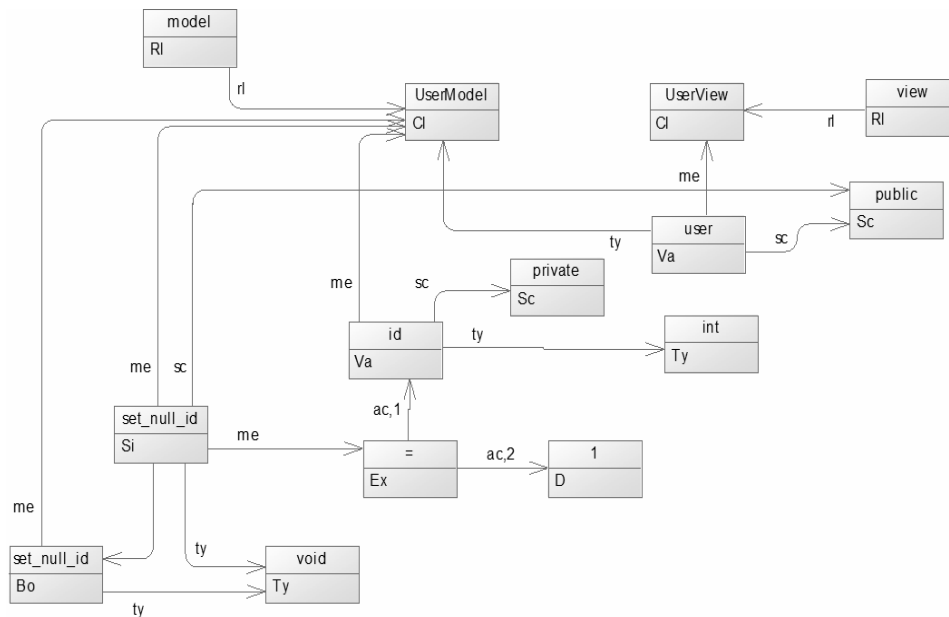 model
Rl
rl
UserModel
Cl
UserView
Cl
view
Rl
rl
me
public
Sc
user
Va
ty
sc
private
Sc
me
sc
id
Va
ty
int
Ty
me
sc
ac,1
set_null_id
Si
me
=
Ex
ac,2
1
D
me
set_null_id
Bo
ty
void
Ty
ty